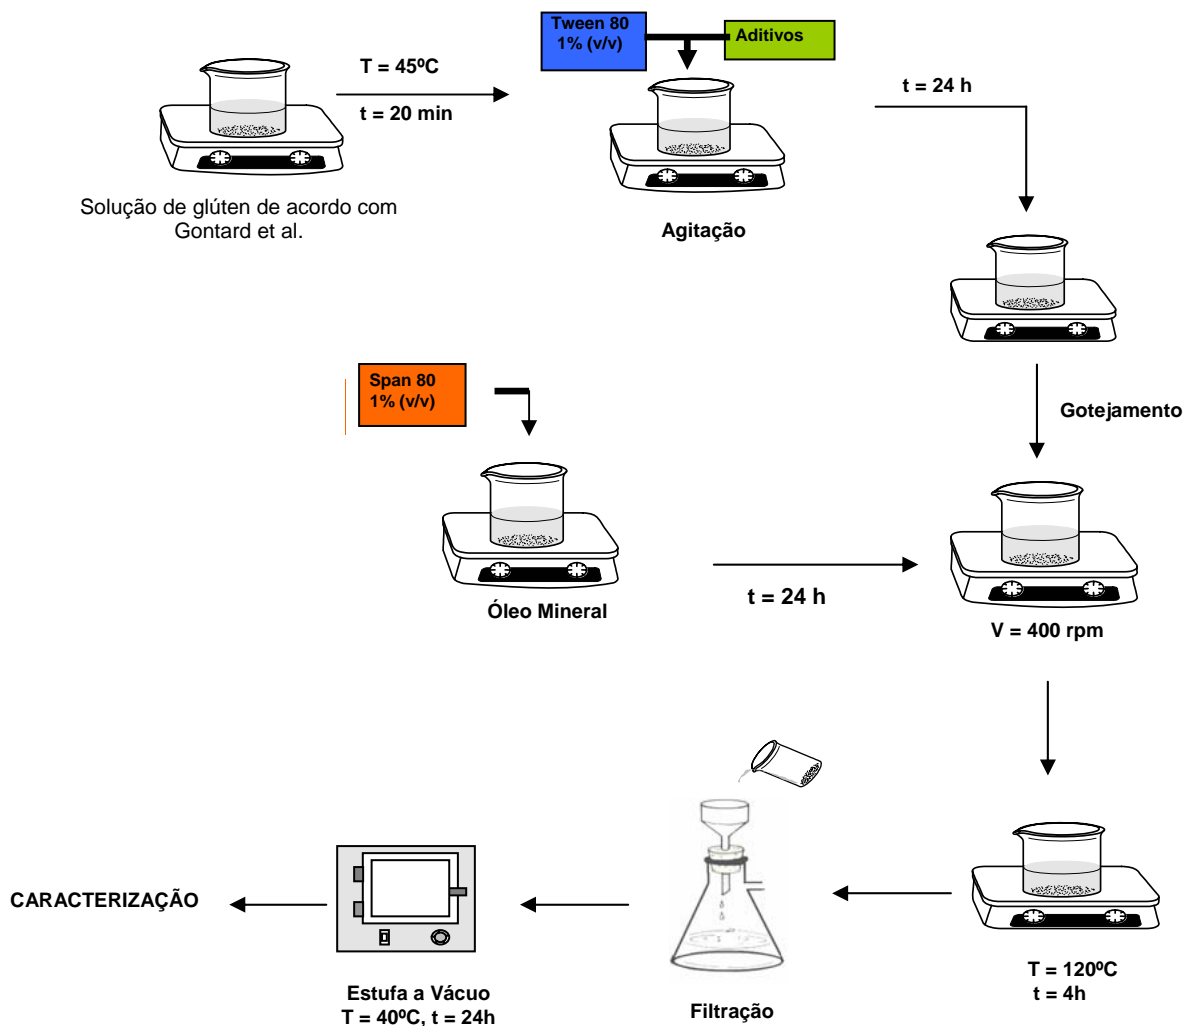 Tween 80
1% (v/v)
Aditivos
T = 45ºC
t = 20 min
t = 24 h
Solução de glúten de acordo com
Gontard et al.
Agitação
Span 80
1% (v/v)
Gotejamento
Óleo Mineral
t = 24 h
V = 400 rpm
CARACTERIZAÇÃO
Estufa a Vácuo
T = 40ºC, t = 24h
Filtração
T = 120ºC
t = 4h